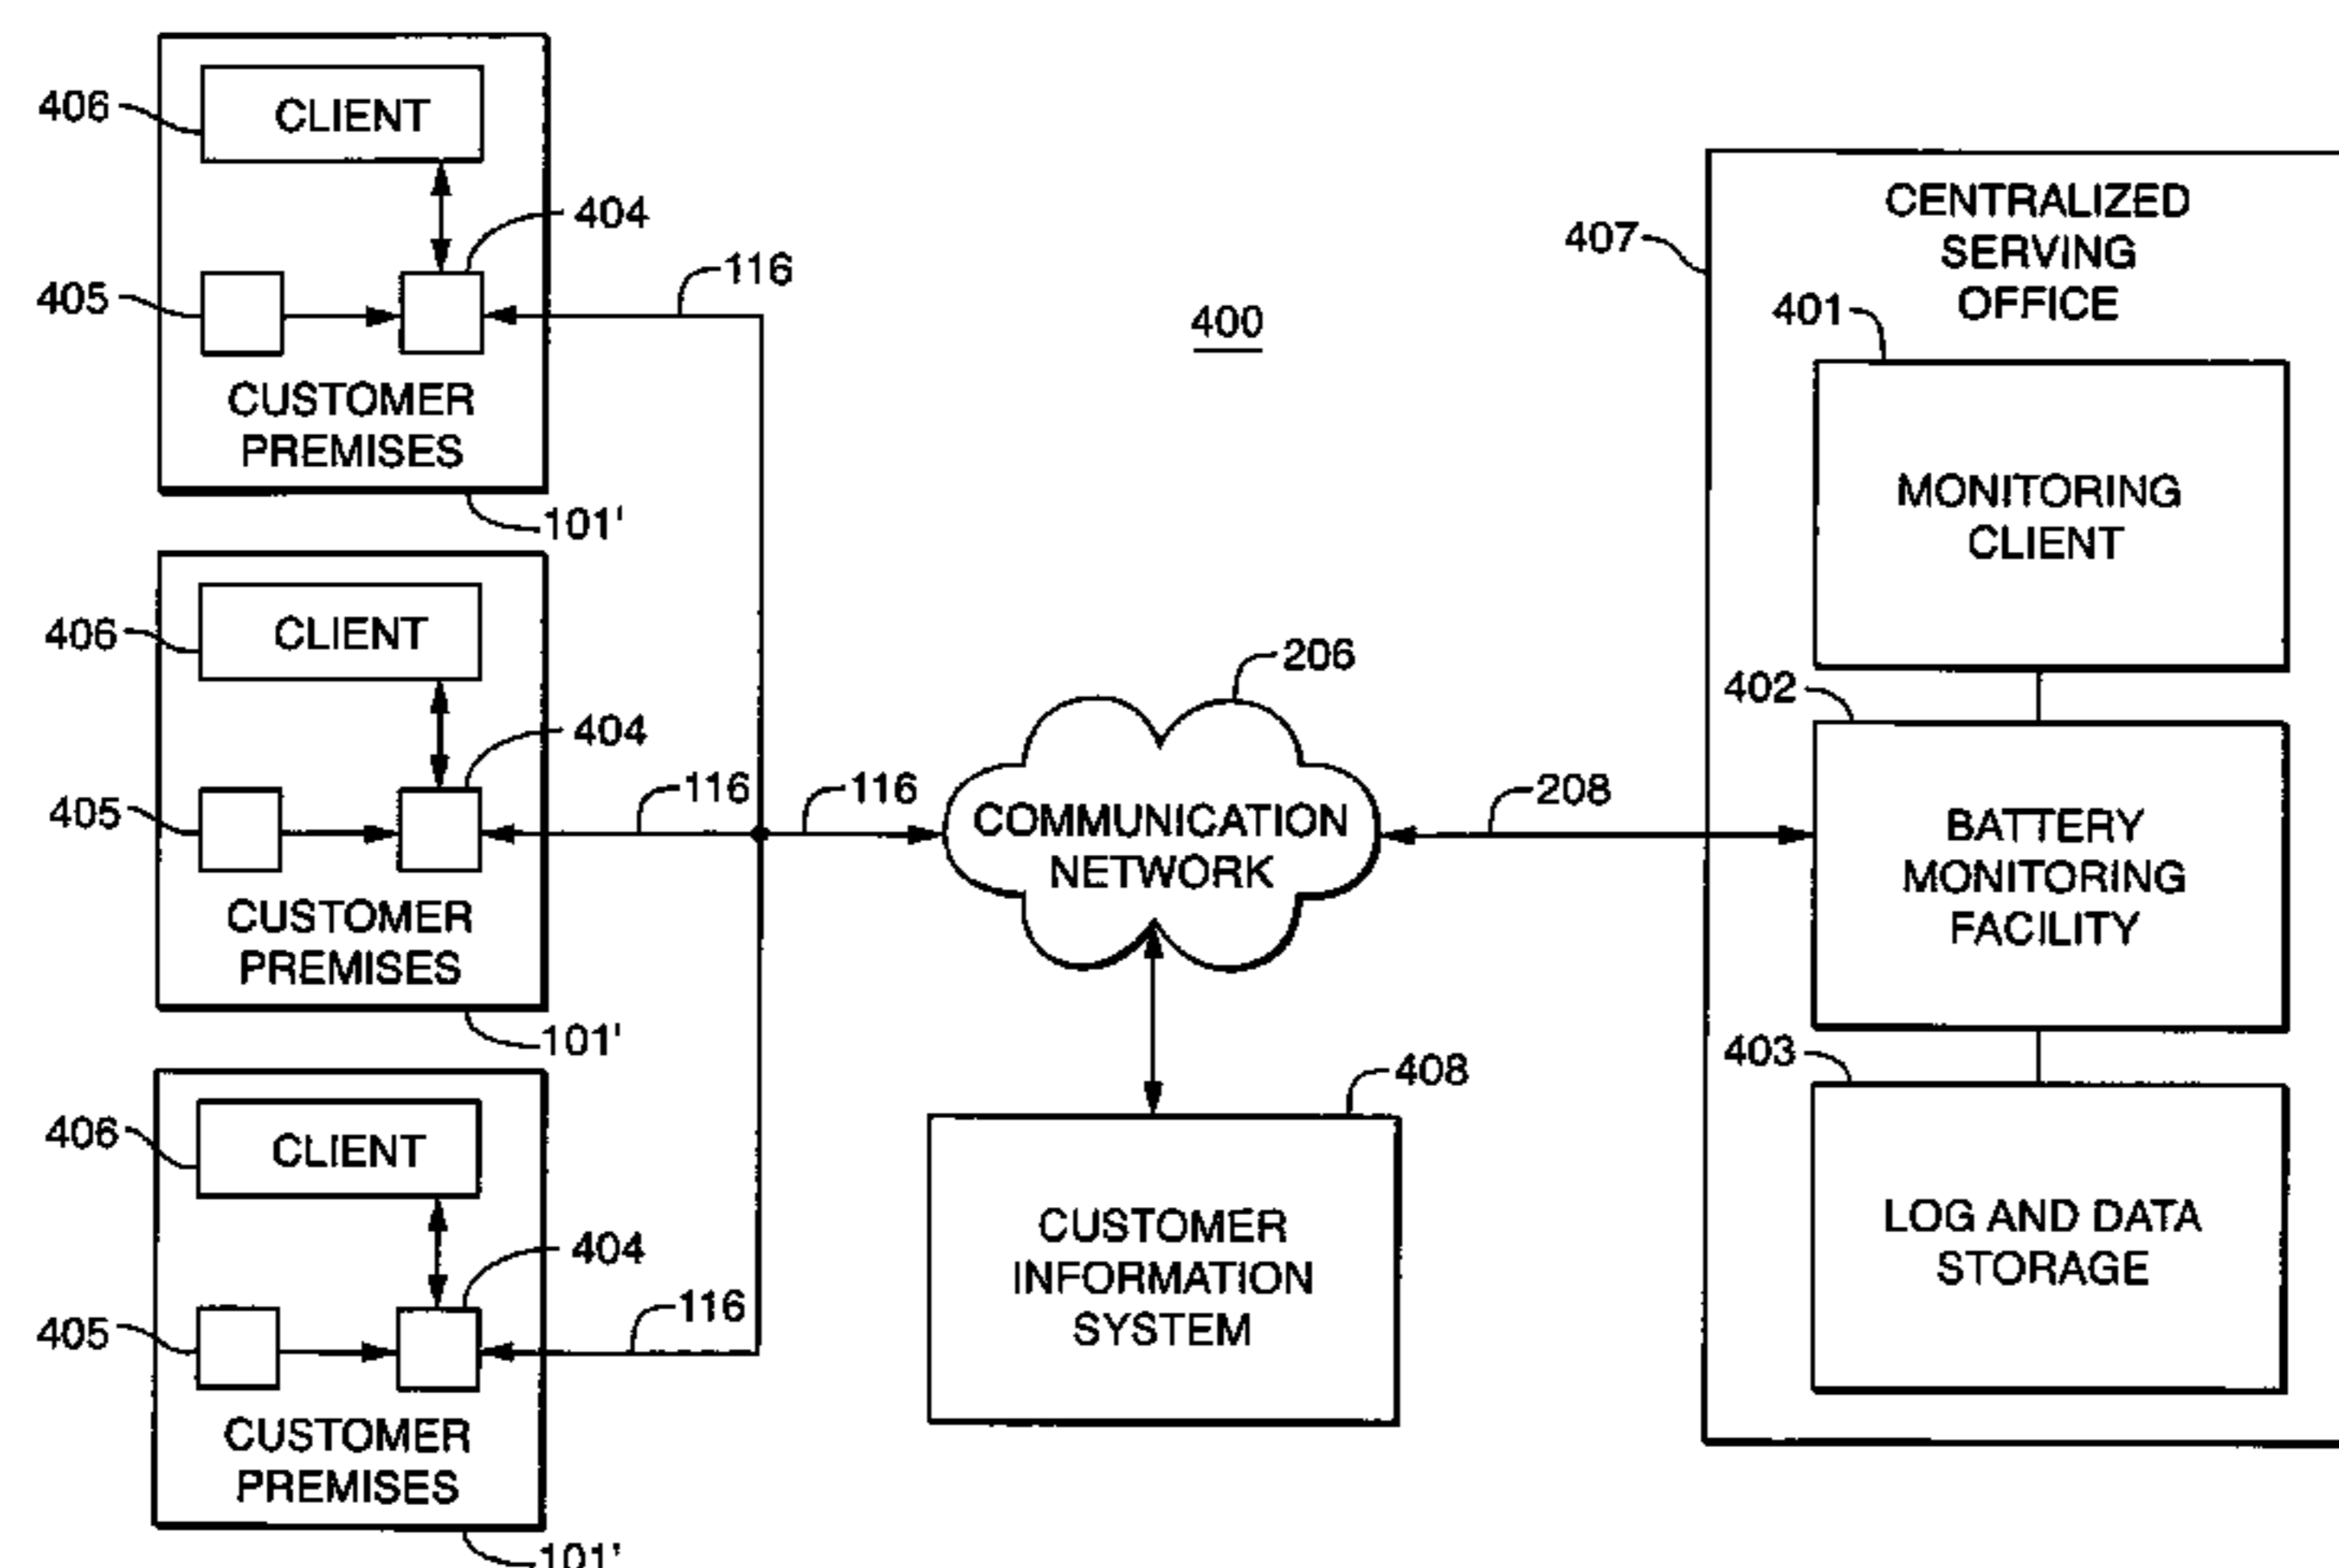 406
CLIENT
404
116
405
CUSTOMER
PREMISES
101'
406
CLIENT
404
116
116
405
CUSTOMER
PREMISES
101'
406
CLIENT
404
116
405
CUSTOMER
PREMISES
101'
400
206
COMMUNICATION
NETWORK
208
408
CUSTOMER
INFORMATION
SYSTEM
407
CENTRALIZED
SERVING
OFFICE
401
MONITORING
CLIENT
402
BATTERY
MONITORING
FACILITY
403
LOG AND DATA
STORAGE